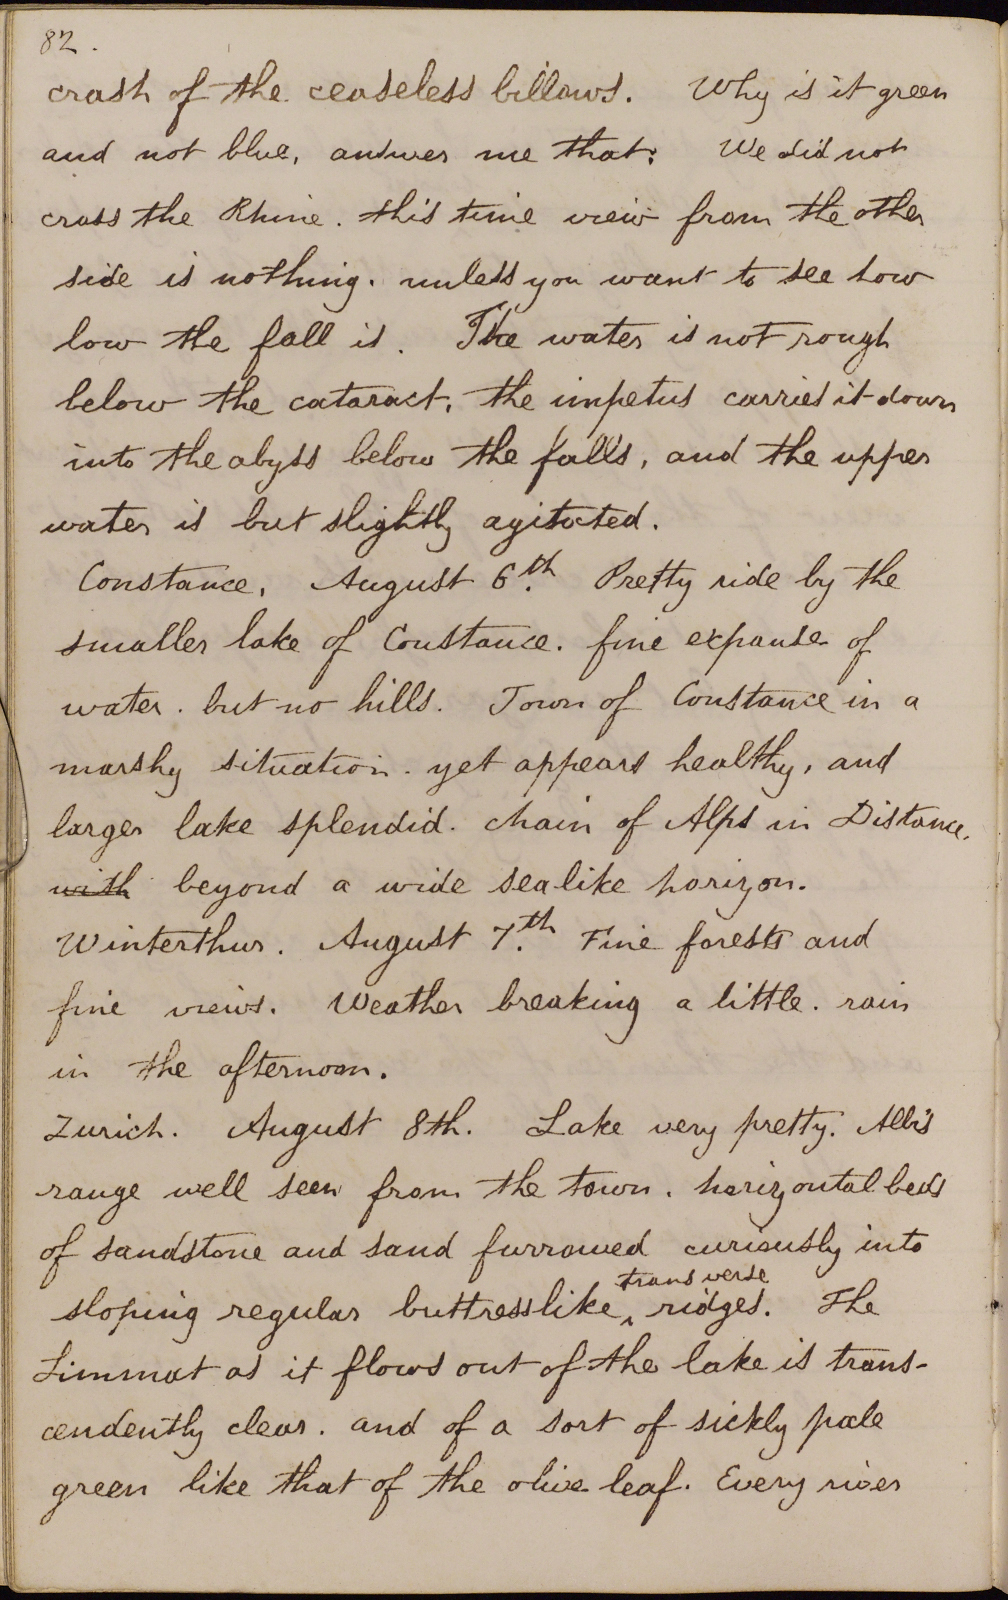 82.
crash of the ceaseless billows. Why is it green
and not blue, answer me that. We did not
cross the Rhine. this time view from the other
side is nothing. unless you want to see how
low the fall is. The water is not rough
below the cataract, the impetus carries it down
into the abyss below the falls, and the upper
water is but slightly agitated.
Constance, August 6th. Pretty ride by the
smaller lake of Constance. fine expanse of
water. but no hills. Town of Constance in a
marshy situation. yet appears healthy, and
larger lake splendid. chain of Alps in Distance.
with beyond a wide sealike horizon.
Winterthur. August 7th. Fine forests and
fine views. Weather breaking a little. rain
in the afternoon.
Zurich. August 8th. Lake very pretty. Albis
range well seen from the town. horizontal beds
of sandstone and sand furrowed curiously into
transverse
sloping regular buttresslike ‸ ridges. The
Limmat as it flows out of the lake is trans-
cendently clear. and of a sort of sickly pale
green like that of the olive leaf. Every river